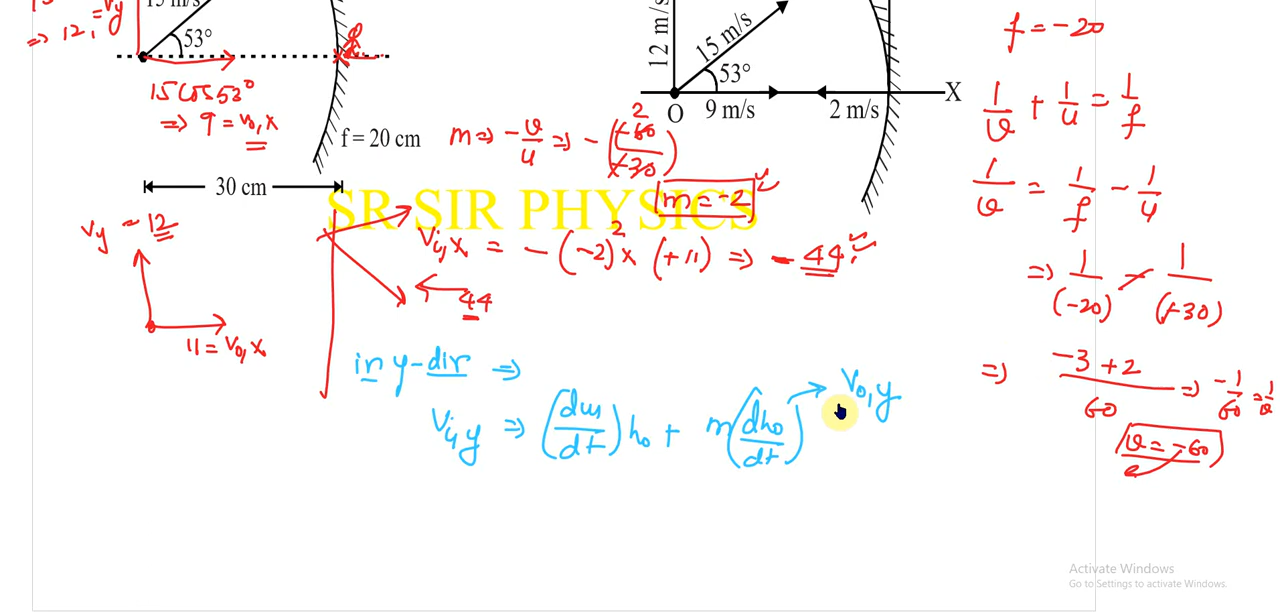 15 m/s
= Vy
⇒ 12,
53°
15 Cos 53°
⇒ 9 = v₀,x
f = 20 cm
30 cm
12 m/s
15 m/s
53°
O
9 m/s
2 m/s
X
m ⇒ -v/u ⇒ -(-60/-30)
2
m = -2
SR SIR PHYSICS
Vy = 12
11 = V₀,x
Vi,x = -(-2)² × (+11) ⇒ - 44
44
in y-dir ⇒
Vi,y ⇒ (dm/dt) h₀ + m(dh₀/dt) → V₀,y
f = -20
1/v + 1/u = 1/f
1/v = 1/f - 1/u
⇒ 1/(-20) - 1/(-30)
⇒ -3+2/60 ⇒ -1/60 = 1/v
v = -60
Activate Windows
Go to Settings to activate Windows.